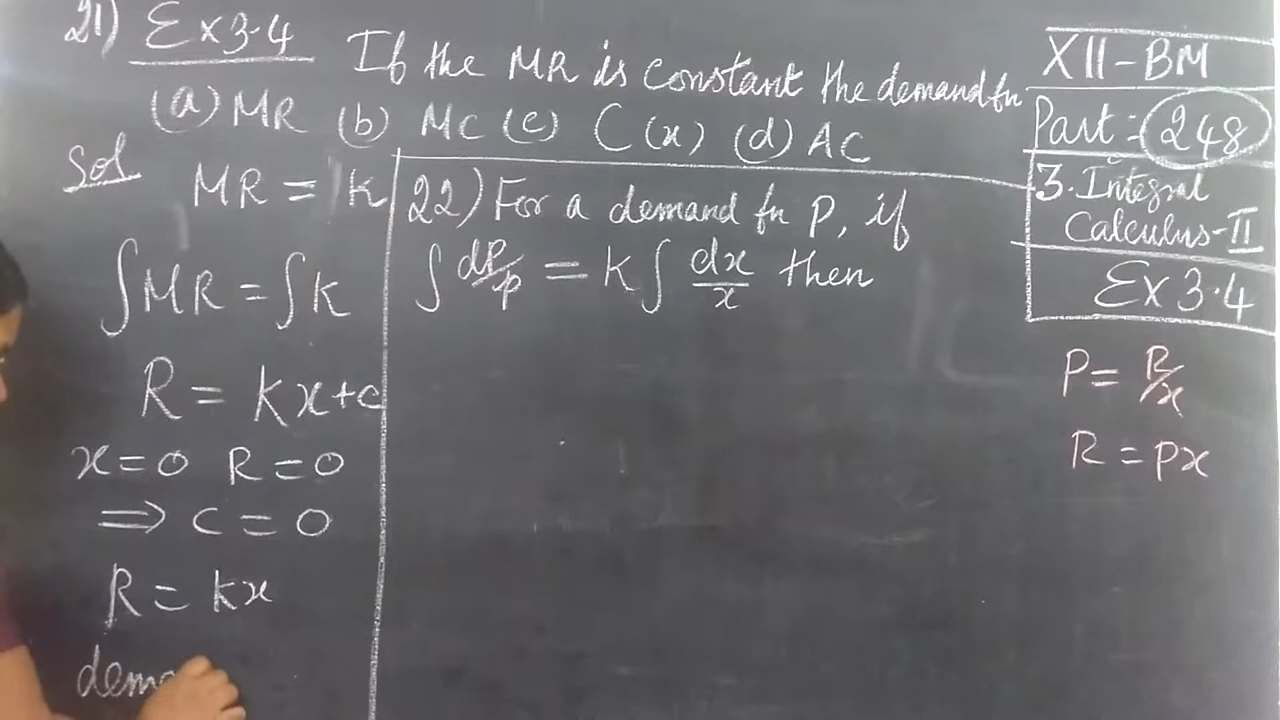 21) Ex 3.4 If the MR is constant the demand fn
(a) MR (b) MC (c) C(x) (d) AC
Sol
MR = K
∫MR = ∫K
R = Kx+c
x=0 R=0
⇒ C = 0
R = Kx
22) For a demand fn P, if
∫ dP/P = K ∫ dx/x then
XII-BM
Part: 248
3. Integral
Calculus-II
Ex 3.4
P = R/x
R = Px